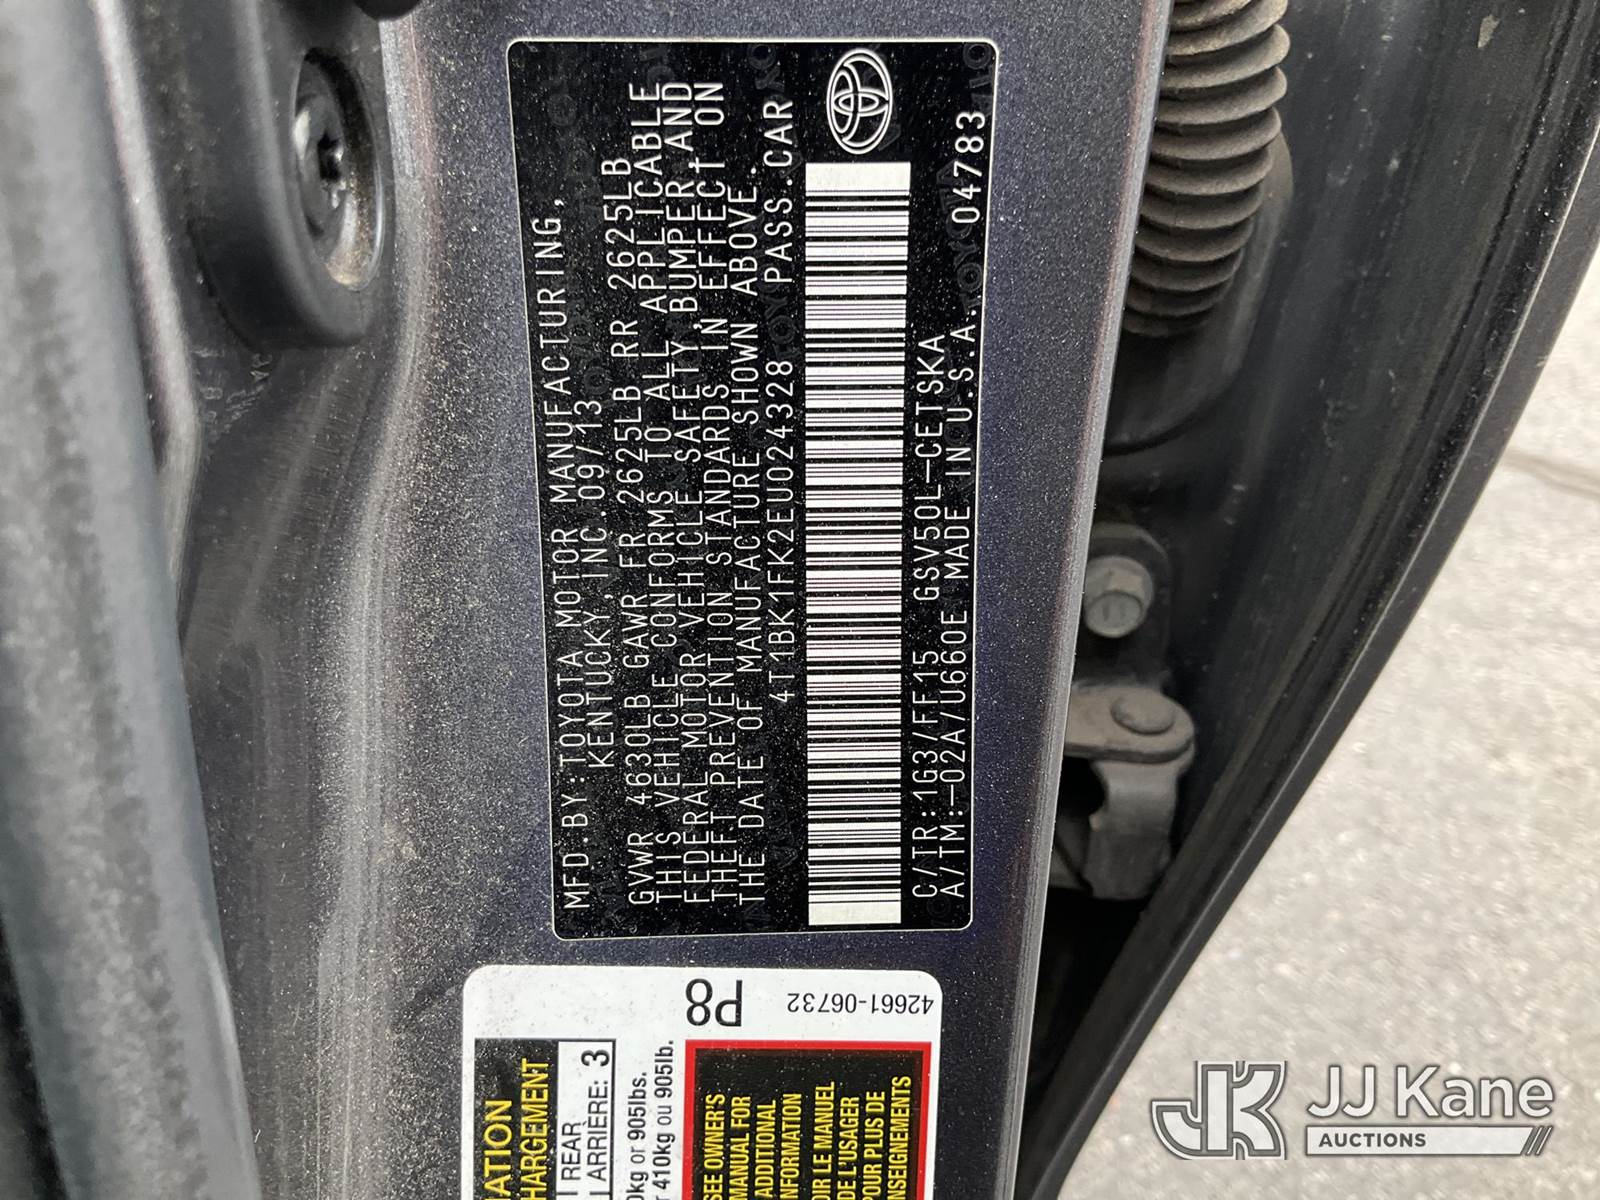 MFD.BY:TOYOTA MOTOR MANUFACTURING,
KENTUCKY,INC.09/13
GVWR 4630LB GAWR FR 2625LB RR 2625LB
THIS VEHICLE CONFORMS TO ALL APPLICABLE
FEDERAL MOTOR VEHICLE SAFETY,BUMPER,AND
THEFT PREVENTION STANDARDS IN EFFECT ON
THE DATE OF MANUFACTURE SHOWN ABOVE.
4T1BK1FK2EU024328 PASS.CAR
C/TR:1G3/FF15 GSV50L-CETSKA
A/TM:-02A/U660E MADE IN U.S.A. 04783
P8
42661-06732
REAR
ARRIÈRE: 3
or 905lbs.
410kg ou 905lb.
SEE OWNER'S
MANUAL FOR
ADDITIONAL
INFORMATION
VOIR LE MANUEL
DE L'USAGER
POUR PLUS DE
JJ Kane
AUCTIONS